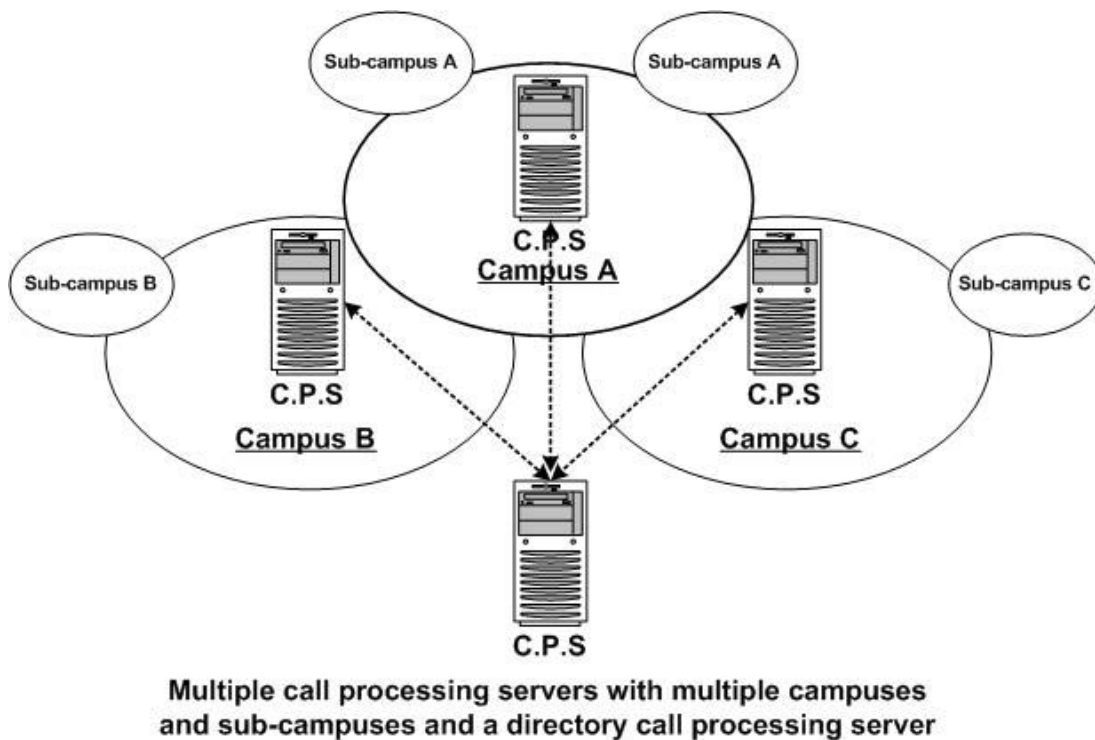 Sub-campus A
Sub-campus A
C.P.S
Campus A
Sub-campus B
Sub-campus C
C.P.S
Campus B
C.P.S
Campus C
C.P.S
Multiple call processing servers with multiple campuses
and sub-campuses and a directory call processing server